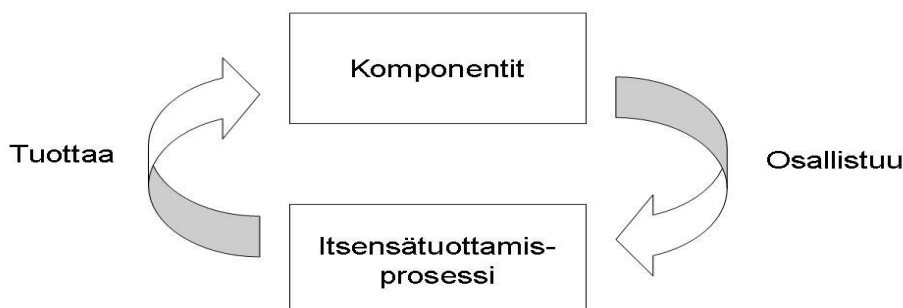 Komponentit
Tuottaa
Osallistuu
Itsensätuottamis-
prosessi